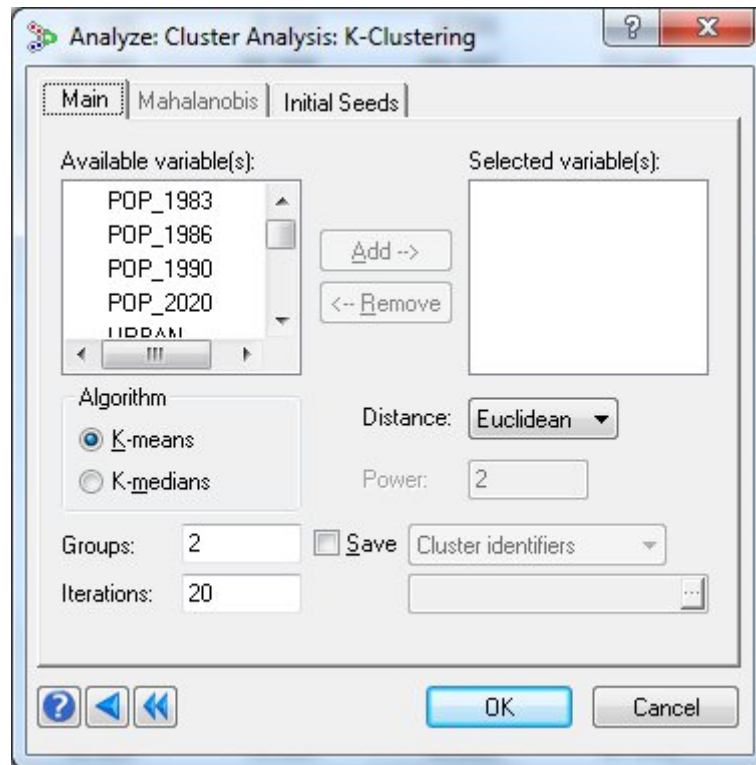 Analyze: Cluster Analysis: K-Clustering
Main Mahalanobis Initial Seeds
Available variable(s): Selected variable(s):
POP_1983
POP_1986
POP_1990
POP_2020
URBAN
Add -->
<-- Remove
Algorithm
K-means
K-medians
Distance: Euclidean
Power: 2
Groups: 2 Save Cluster identifiers
Iterations: 20 ...
OK Cancel